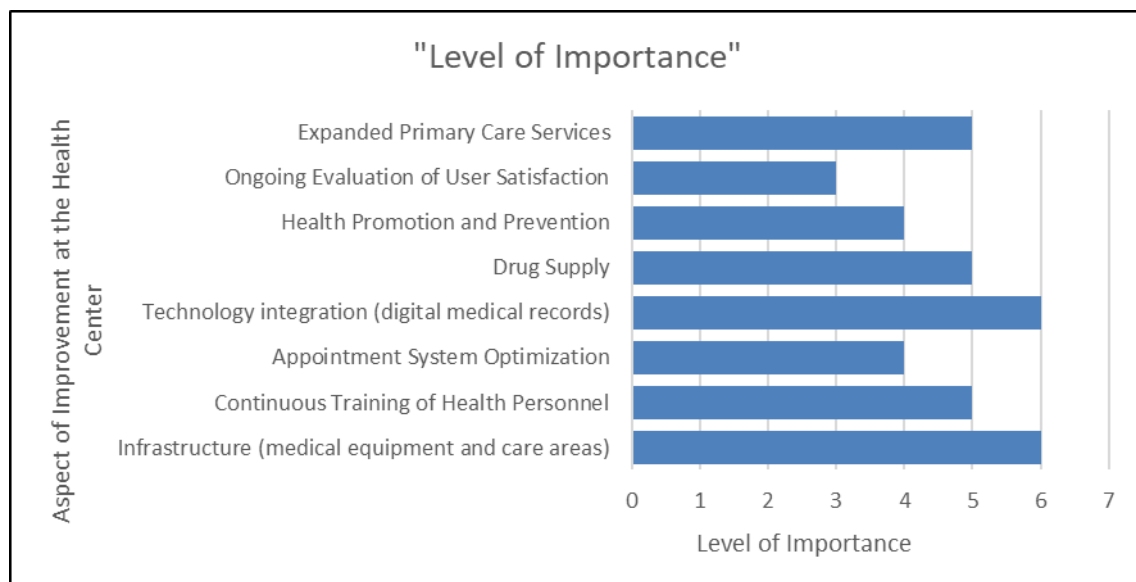 "Level of Importance"
Aspect of Improvement at the Health
Center
Expanded Primary Care Services
Ongoing Evaluation of User Satisfaction
Health Promotion and Prevention
Drug Supply
Technology integration (digital medical records)
Appointment System Optimization
Continuous Training of Health Personnel
Infrastructure (medical equipment and care areas)
0 1 2 3 4 5 6 7
Level of Importance